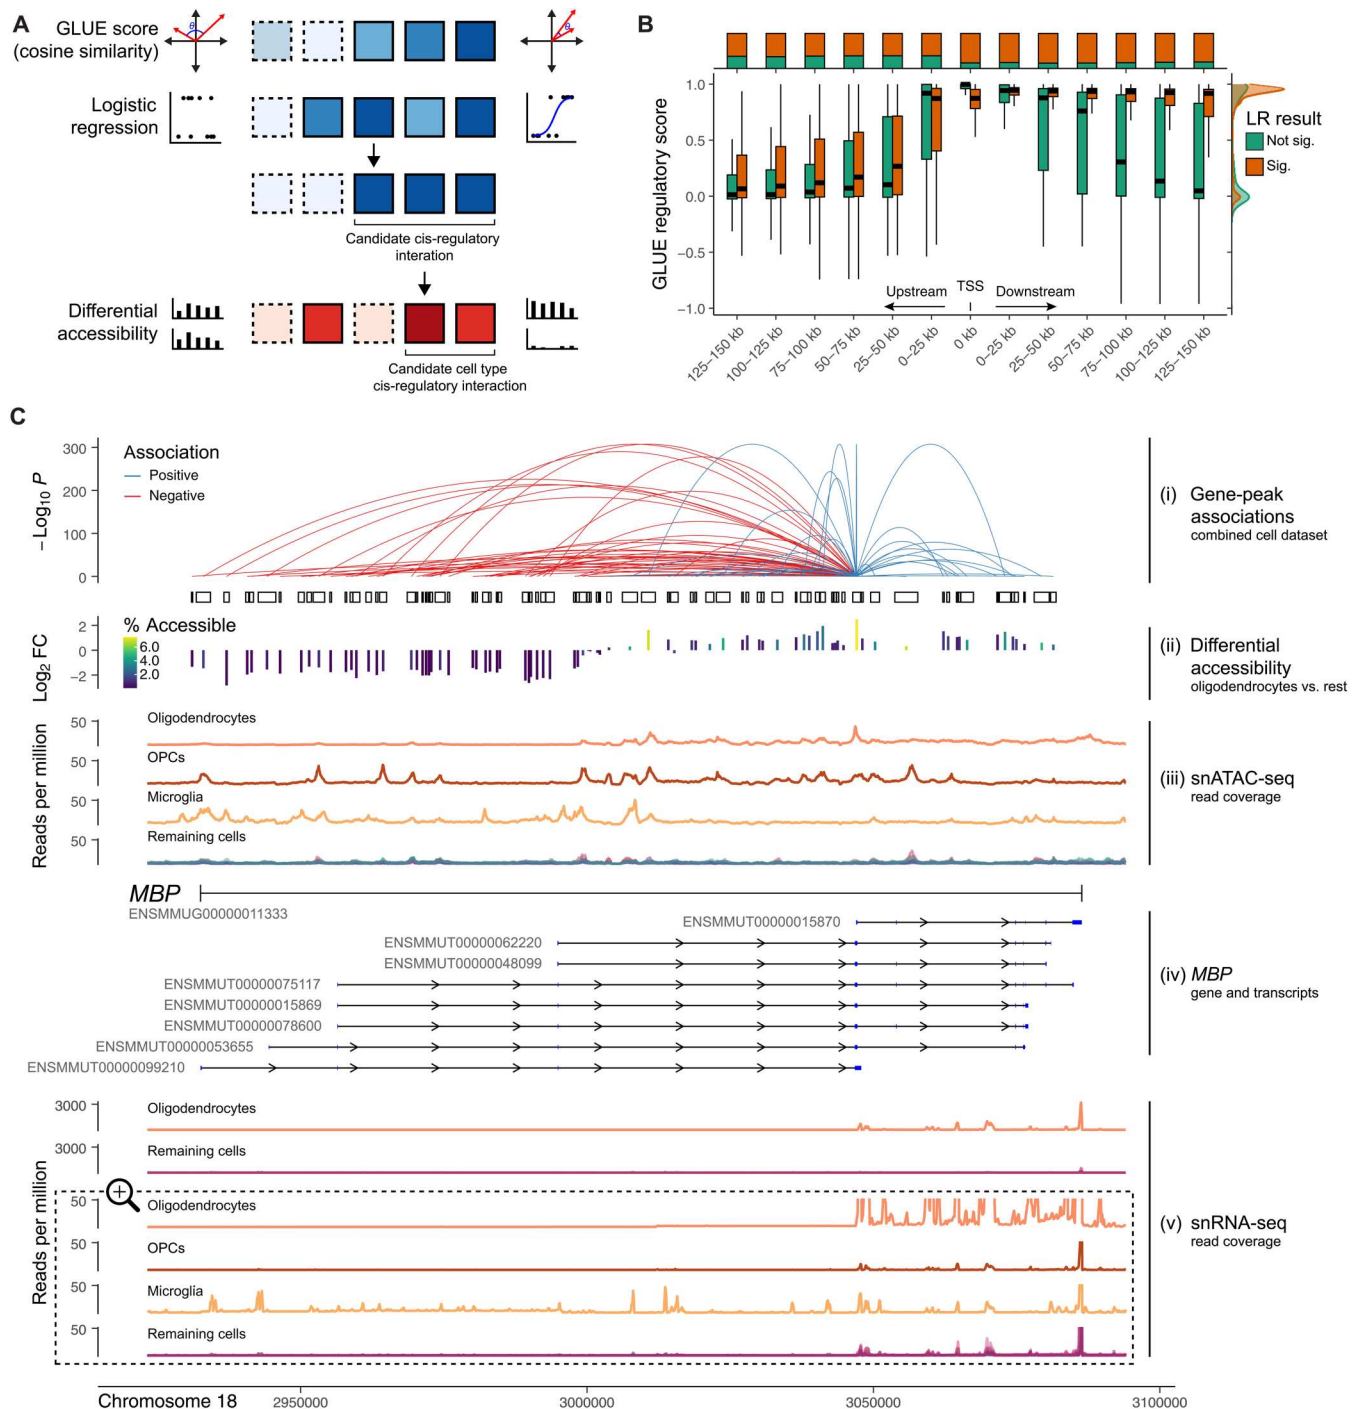 A
GLUE score
(cosine similarity)
θ
θ
Logistic
regression
Candidate cis-regulatory
interation
Differential
accessibility
Candidate cell type
cis-regulatory interaction
B
GLUE regulatory score
1.0
0.5
0.0
−0.5
−1.0
Upstream
TSS
Downstream
125–150 kb
100–125 kb
75–100 kb
50–75 kb
25–50 kb
0–25 kb
0 kb
0–25 kb
25–50 kb
50–75 kb
75–100 kb
100–125 kb
125–150 kb
LR result
Not sig.
Sig.
C
−Log10 P
300
200
100
0
Association
Positive
Negative
(i) Gene-peak
associations
combined cell dataset
Log2 FC
2
0
−2
% Accessible
6.0
4.0
2.0
(ii) Differential
accessibility
oligodendrocytes vs. rest
Reads per million
50
Oligodendrocytes
50
OPCs
50
Microglia
50
Remaining cells
(iii) snATAC-seq
read coverage
MBP
ENSMMUG00000011333
ENSMMUT00000015870
ENSMMUT00000062220
ENSMMUT00000048099
ENSMMUT00000075117
ENSMMUT00000015869
ENSMMUT00000078600
ENSMMUT00000053655
ENSMMUT00000099210
(iv) MBP
gene and transcripts
Reads per million
3000
Oligodendrocytes
3000
Remaining cells
50
Oligodendrocytes
50
OPCs
50
Microglia
50
Remaining cells
(v) snRNA-seq
read coverage
Chromosome 18
2950000
3000000
3050000
3100000